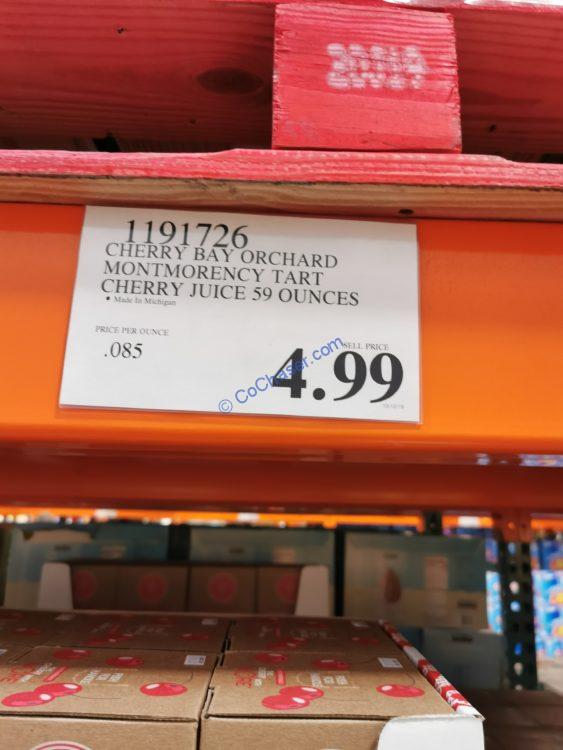 1191726
CHERRY BAY ORCHARD
MONTMORENCY TART
CHERRY JUICE 59 OUNCES
• Made In Michigan
PRICE PER OUNCE
.085
SELL PRICE
4.99
© CoChaser.com